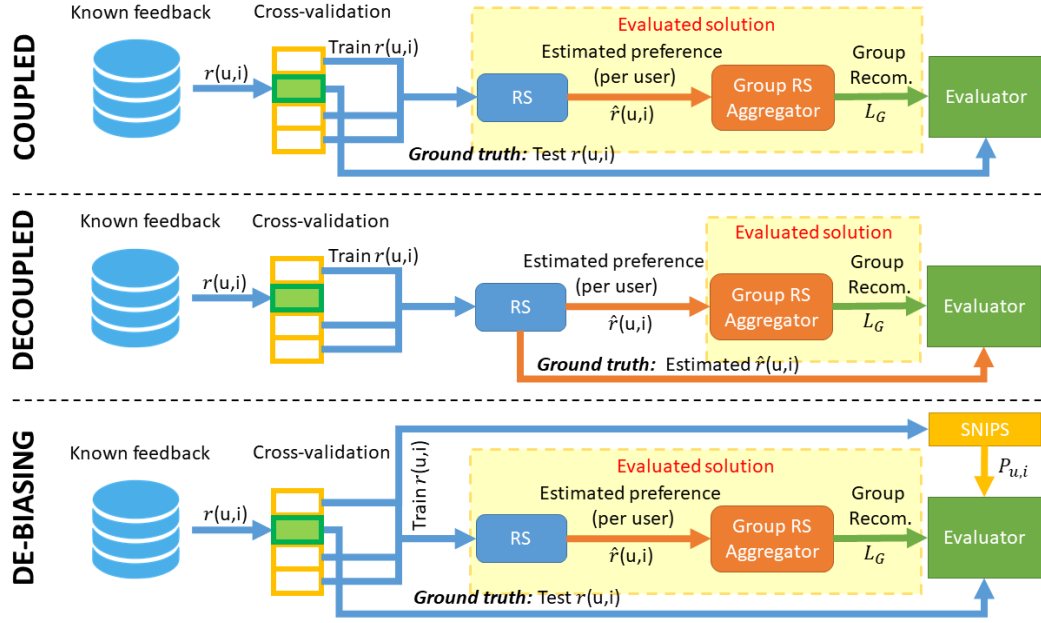 COUPLED
Known feedback
Cross-validation
Evaluated solution
r(u,i)
Train r(u,i)
RS
Estimated preference
(per user)
r̂(u,i)
Group RS
Aggregator
Group
Recom.
L_G
Evaluator
Ground truth: Test r(u,i)
DECOUPLED
Known feedback
Cross-validation
Evaluated solution
r(u,i)
Train r(u,i)
RS
Estimated preference
(per user)
r̂(u,i)
Group RS
Aggregator
Group
Recom.
L_G
Evaluator
Ground truth: Estimated r̂(u,i)
DE-BIASING
Known feedback
Cross-validation
Train r(u,i)
SNIPS
P_{u,i}
Evaluated solution
r(u,i)
RS
Estimated preference
(per user)
r̂(u,i)
Group RS
Aggregator
Group
Recom.
L_G
Evaluator
Ground truth: Test r(u,i)